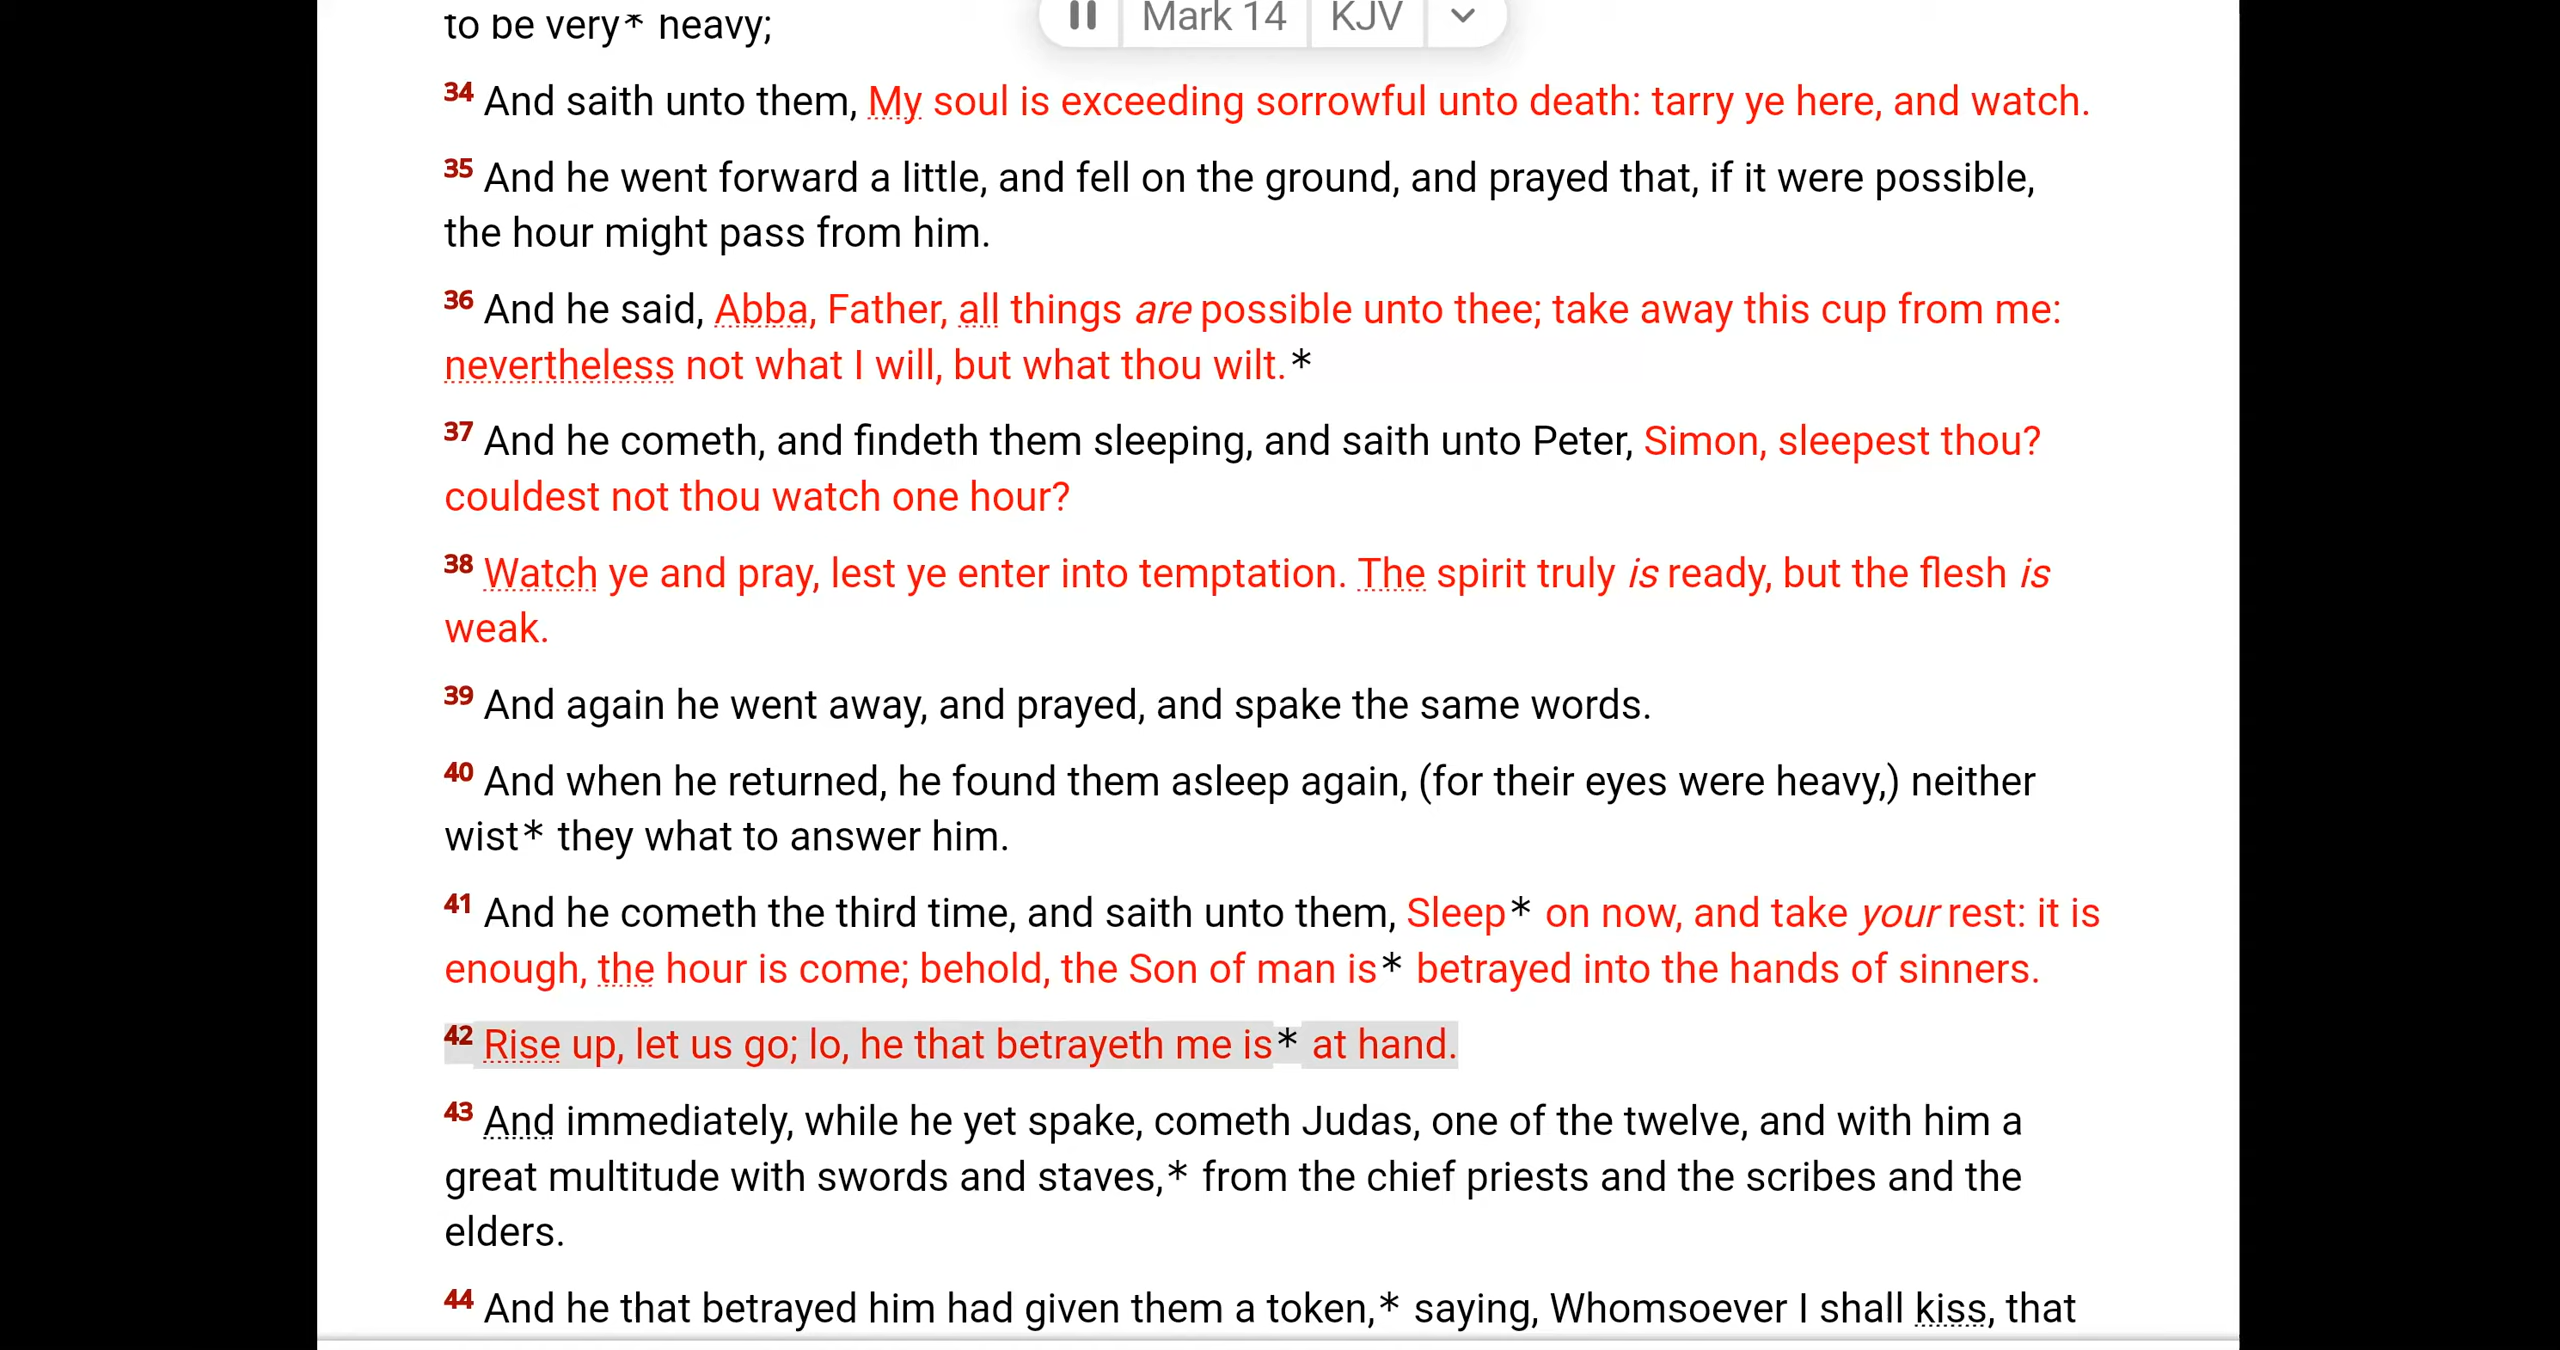 to be very* heavy;
Mark 14 KJV
34 And saith unto them, My soul is exceeding sorrowful unto death: tarry ye here, and watch.
35 And he went forward a little, and fell on the ground, and prayed that, if it were possible,
the hour might pass from him.
36 And he said, Abba, Father, all things are possible unto thee; take away this cup from me:
nevertheless not what I will, but what thou wilt.*
37 And he cometh, and findeth them sleeping, and saith unto Peter, Simon, sleepest thou?
couldest not thou watch one hour?
38 Watch ye and pray, lest ye enter into temptation. The spirit truly is ready, but the flesh is
weak.
39 And again he went away, and prayed, and spake the same words.
40 And when he returned, he found them asleep again, (for their eyes were heavy,) neither
wist* they what to answer him.
41 And he cometh the third time, and saith unto them, Sleep* on now, and take your rest: it is
enough, the hour is come; behold, the Son of man is* betrayed into the hands of sinners.
42 Rise up, let us go; lo, he that betrayeth me is* at hand.
43 And immediately, while he yet spake, cometh Judas, one of the twelve, and with him a
great multitude with swords and staves,* from the chief priests and the scribes and the
elders.
44 And he that betrayed him had given them a token,* saying, Whomsoever I shall kiss, that